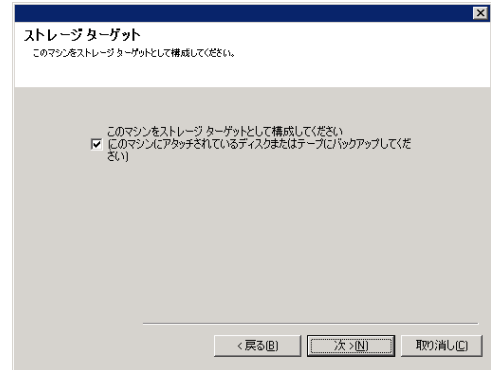 ストレージ ターゲット
このマシンをストレージ ターゲットとして構成してください。
このマシンをストレージ ターゲットとして構成してください
(このマシンにアタッチされているディスクまたはテープにバックアップしてくだ
さい)
< 戻る(B)
次 >(N)
取り消し(C)